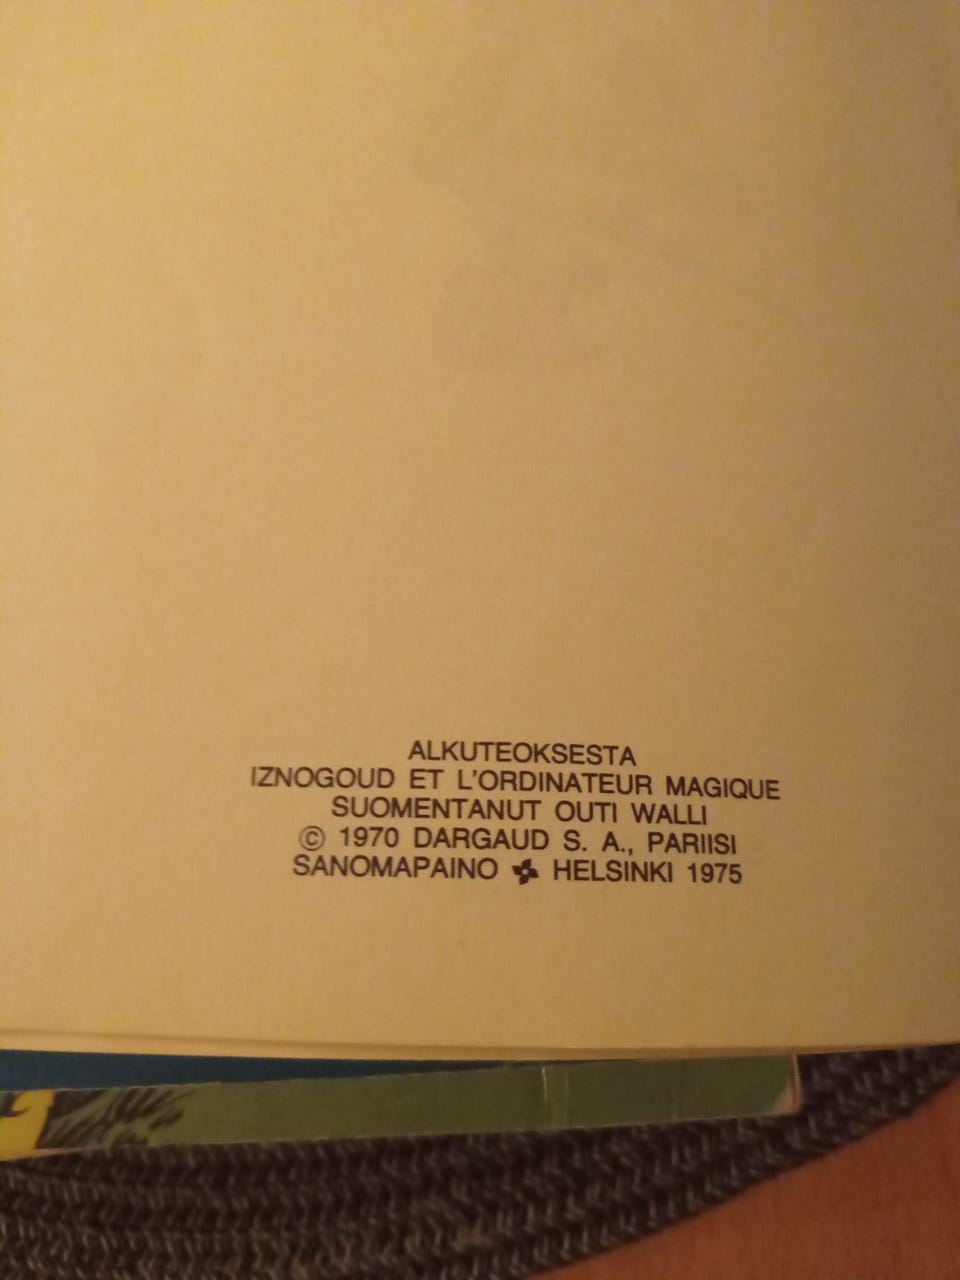 ALKUTEOKSESTA
IZNOGOUD ET L'ORDINATEUR MAGIQUE
SUOMENTANUT OUTI WALLI
© 1970 DARGAUD S. A., PARIISI
SANOMAPAINO HELSINKI 1975